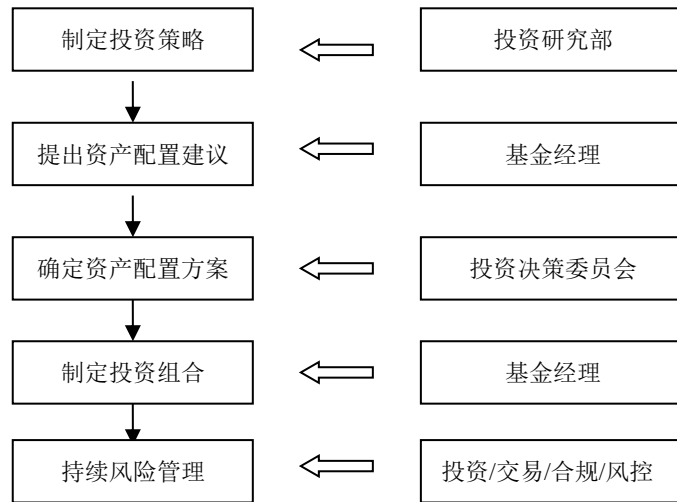 制定投资策略
投资研究部
提出资产配置建议
基金经理
确定资产配置方案
投资决策委员会
制定投资组合
基金经理
持续风险管理
投资/交易/合规/风控